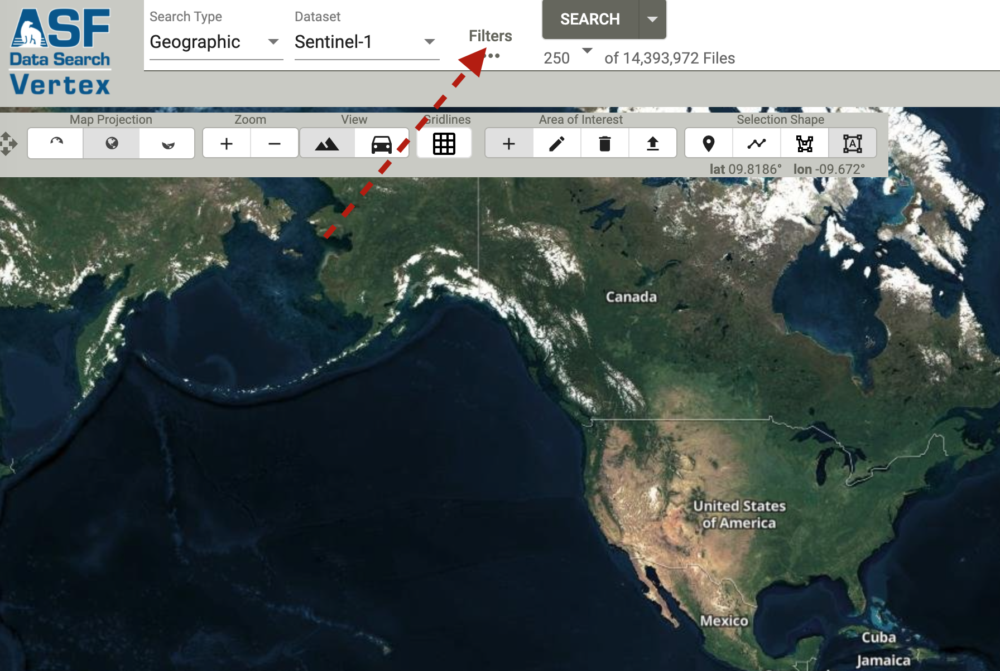 ASF
Data Search
Vertex
Search Type
Geographic
Dataset
Sentinel-1
Filters
SEARCH
250 of 14,393,972 Files
Map Projection Zoom View Gridlines Area of Interest Selection Shape
A
lat 09.8186° lon -09.672°
Canada
United States
of America
Mexico
Cuba
Jamaica